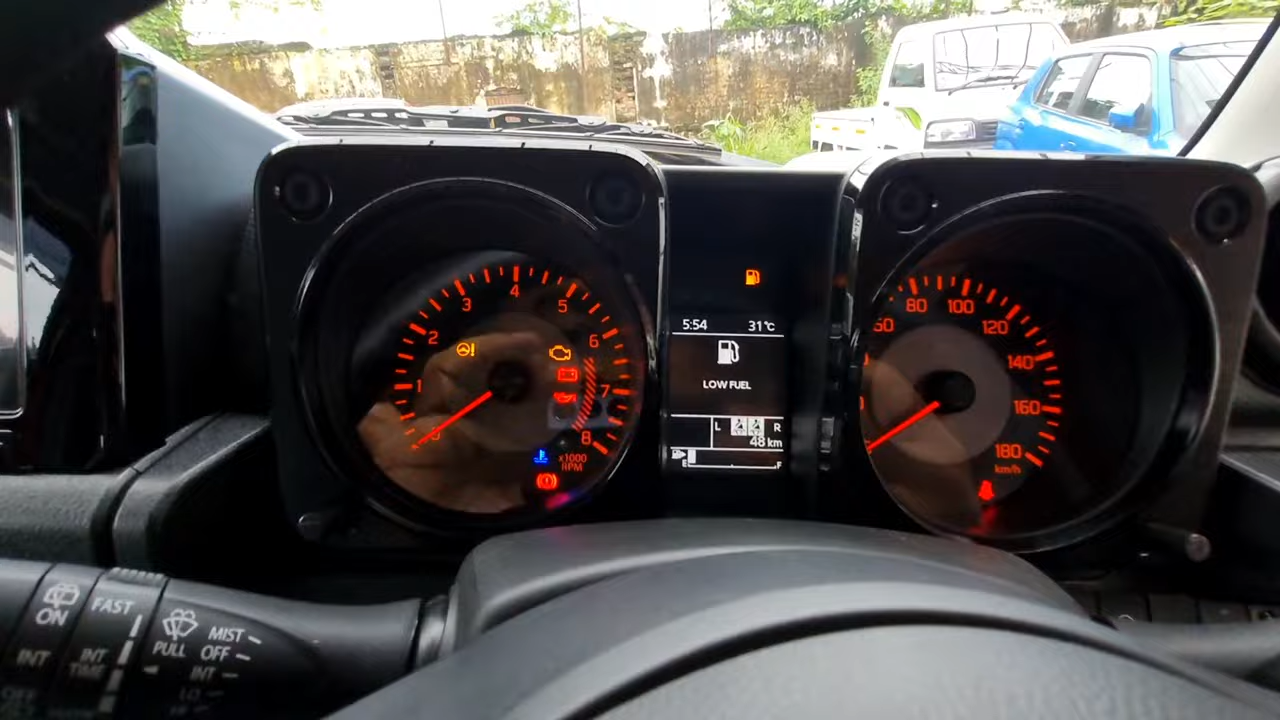 1
2
3
4
5
6
7
8
x1000
RPM
5:54 31℃
LOW FUEL
L R
48 km
E F
80
100
120
140
160
180
km/h
ON
FAST
INT
INT
TIME
PULL
MIST
OFF
INT
LO